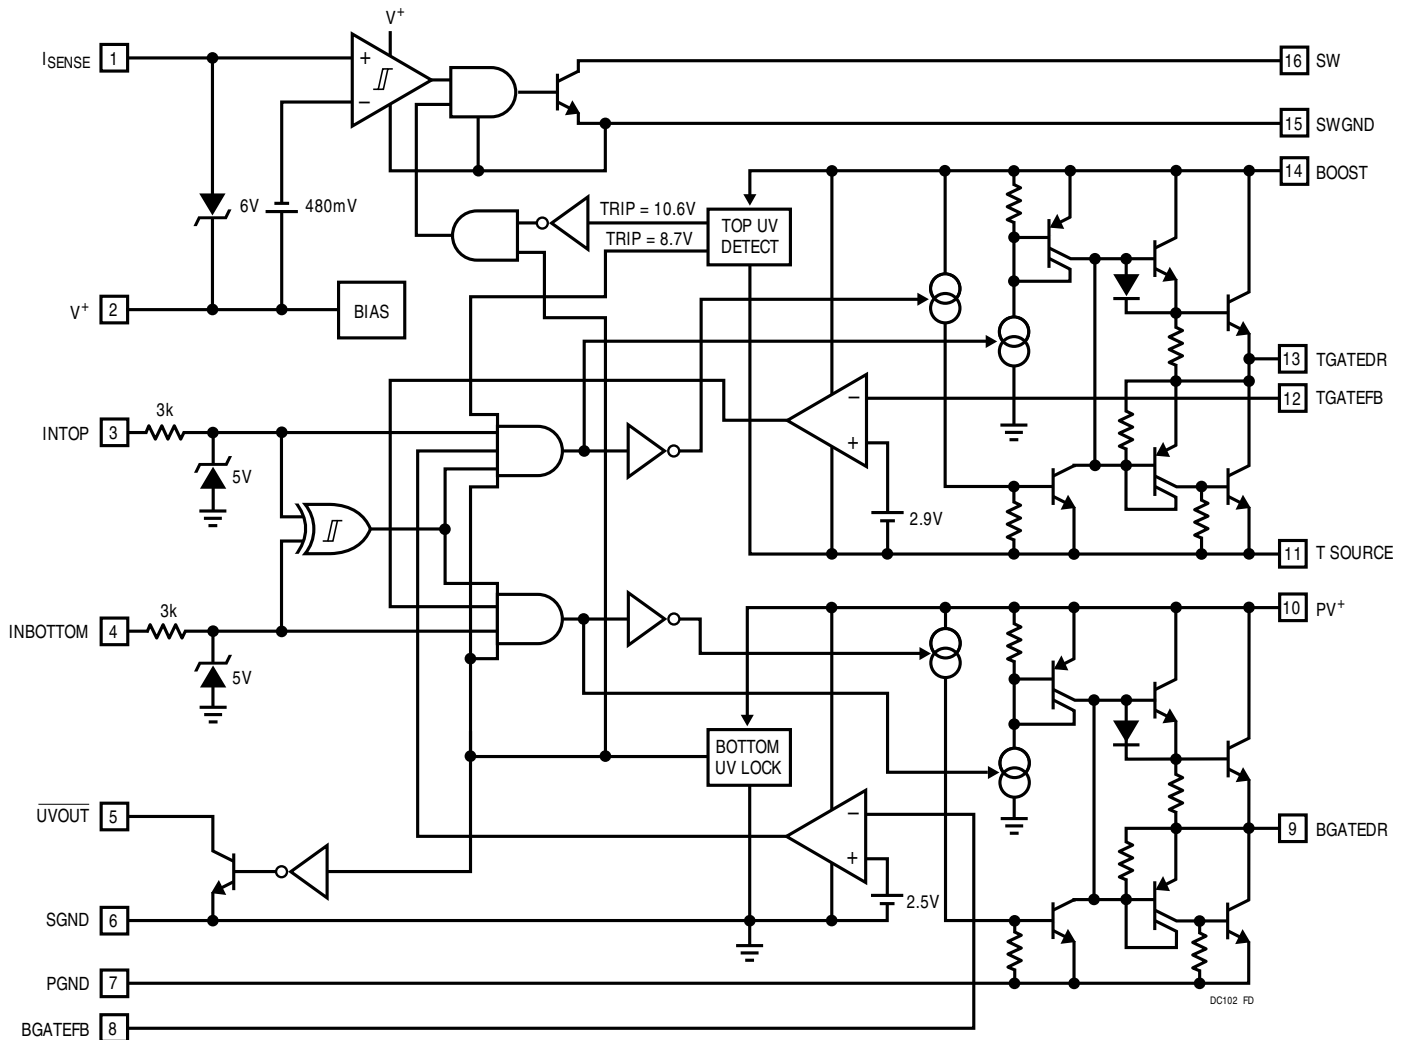 V+
ISENSE 1
16 SW
15 SWGND
14 BOOST
6V 480mV
TRIP = 10.6V
TRIP = 8.7V
TOP UV
DETECT
V+ 2
BIAS
13 TGATEDR
12 TGATEFB
3k
INTOP 3
5V
2.9V
11 T SOURCE
3k
INBOTTOM 4
10 PV+
5V
BOTTOM
UV LOCK
UVOUT 5
9 BGATEDR
2.5V
SGND 6
PGND 7
DC102 FD
BGATEFB 8
+
−
−
+
−
+